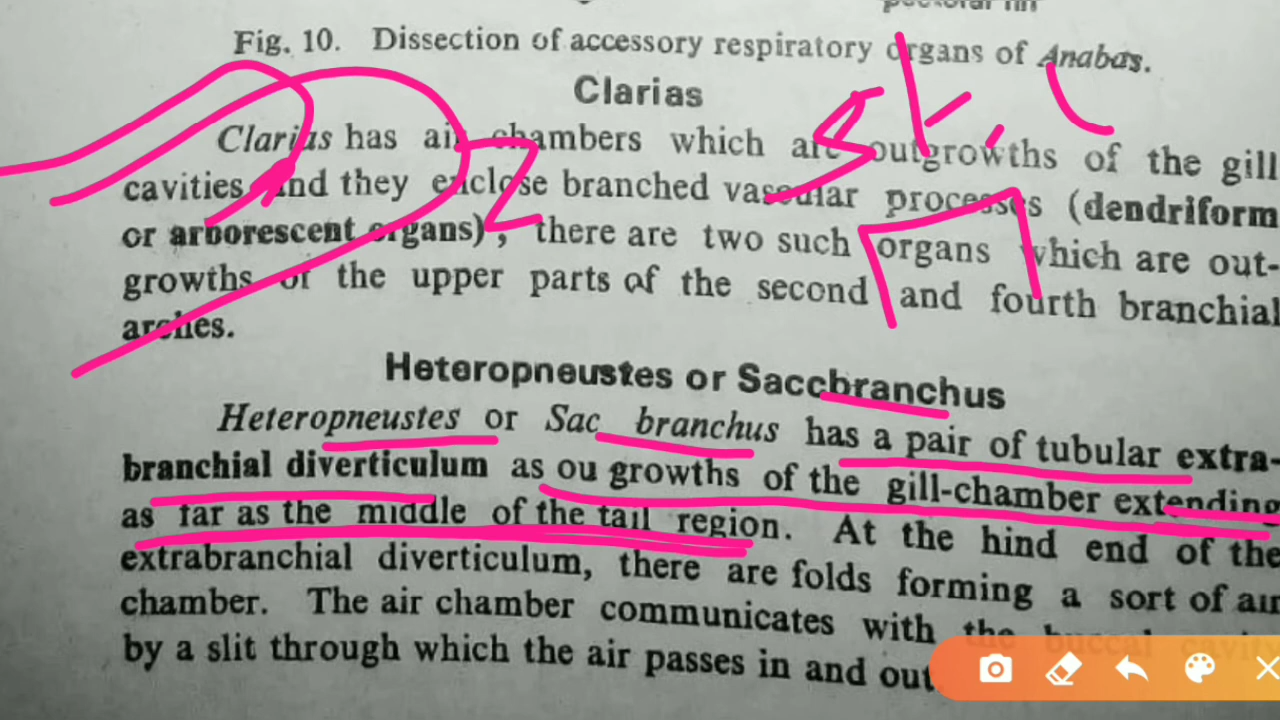 Fig. 10. Dissection of accessory respiratory organs of Anabas.
Clarias
Clarias has air chambers which are outgrowths of the gill
cavities and they enclose branched vascular processes (dendriform
or arborescent organs), there are two such organs which are out-
growths of the upper parts of the second and fourth branchial
arches.
Heteropneustes or Saccbranchus
Heteropneustes or Sac branchus has a pair of tubular extra-
branchial diverticulum as ou growths of the gill-chamber extending
as far as the middle of the tail region. At the hind end of the
extrabranchial diverticulum, there are folds forming a sort of air
chamber. The air chamber communicates with the buccal cavity
by a slit through which the air passes in and out